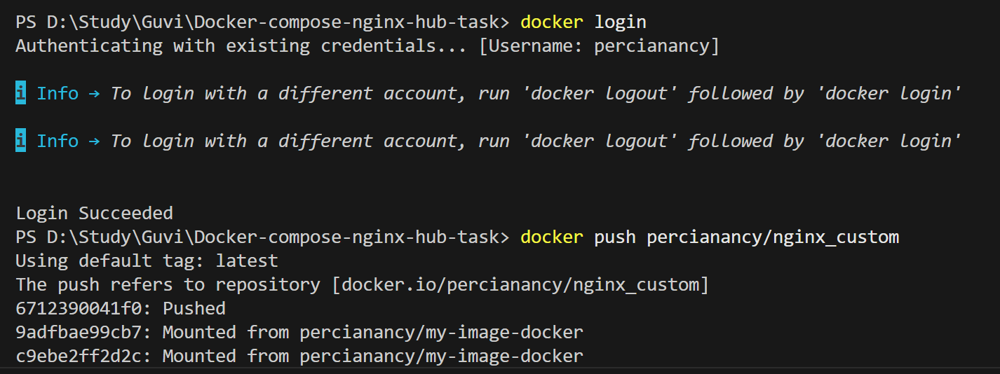 PS D:\Study\Guvi\Docker-compose-nginx-hub-task> docker login
Authenticating with existing credentials... [Username: percianancy]
i Info → To login with a different account, run 'docker logout' followed by 'docker login'
i Info → To login with a different account, run 'docker logout' followed by 'docker login'
Login Succeeded
PS D:\Study\Guvi\Docker-compose-nginx-hub-task> docker push percianancy/nginx_custom
Using default tag: latest
The push refers to repository [docker.io/percianancy/nginx_custom]
6712390041f0: Pushed
9adfbae99cb7: Mounted from percianancy/my-image-docker
c9ebe2ff2d2c: Mounted from percianancy/my-image-docker